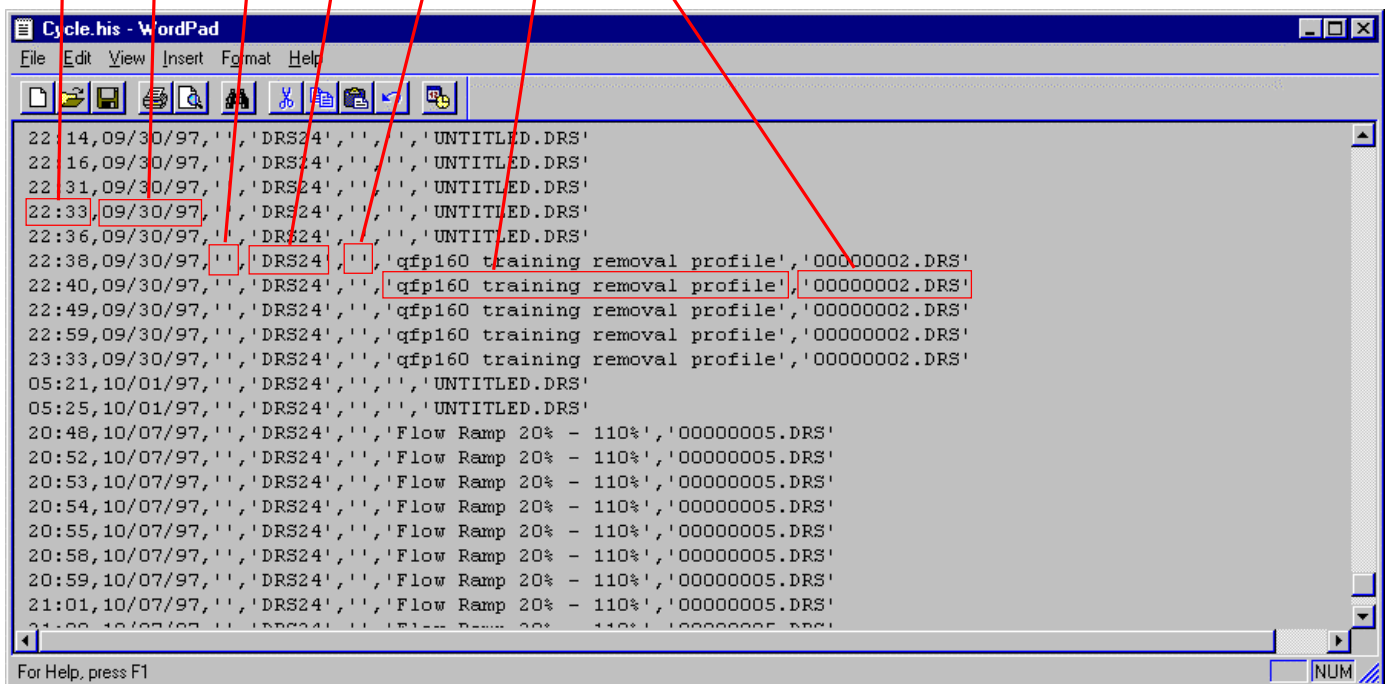 Cycle.his - WordPad
File Edit View Insert Format Help
22:14,09/30/97,'','DRS24','','','UNTITLED.DRS'
22:16,09/30/97,'','DRS24','','','UNTITLED.DRS'
22:31,09/30/97,'','DRS24','','','UNTITLED.DRS'
22:33,09/30/97,'','DRS24','','','UNTITLED.DRS'
22:36,09/30/97,'','DRS24','','','UNTITLED.DRS'
22:38,09/30/97,'','DRS24','','qfp160 training removal profile','00000002.DRS'
22:40,09/30/97,'','DRS24','','qfp160 training removal profile','00000002.DRS'
22:49,09/30/97,'','DRS24','','qfp160 training removal profile','00000002.DRS'
22:59,09/30/97,'','DRS24','','qfp160 training removal profile','00000002.DRS'
23:33,09/30/97,'','DRS24','','qfp160 training removal profile','00000002.DRS'
05:21,10/01/97,'','DRS24','','','UNTITLED.DRS'
05:25,10/01/97,'','DRS24','','','UNTITLED.DRS'
20:48,10/07/97,'','DRS24','','Flow Ramp 20% - 110%','00000005.DRS'
20:52,10/07/97,'','DRS24','','Flow Ramp 20% - 110%','00000005.DRS'
20:53,10/07/97,'','DRS24','','Flow Ramp 20% - 110%','00000005.DRS'
20:54,10/07/97,'','DRS24','','Flow Ramp 20% - 110%','00000005.DRS'
20:55,10/07/97,'','DRS24','','Flow Ramp 20% - 110%','00000005.DRS'
20:58,10/07/97,'','DRS24','','Flow Ramp 20% - 110%','00000005.DRS'
20:59,10/07/97,'','DRS24','','Flow Ramp 20% - 110%','00000005.DRS'
21:01,10/07/97,'','DRS24','','Flow Ramp 20% - 110%','00000005.DRS'
For Help, press F1
NUM